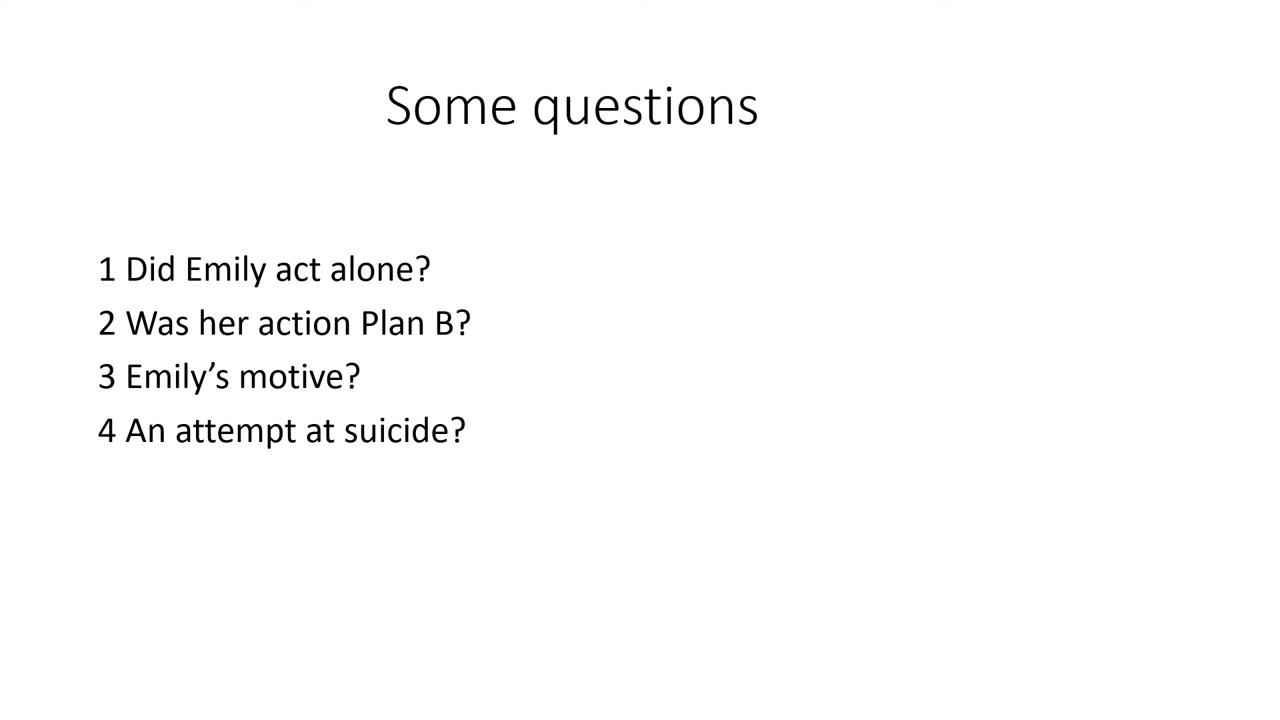 Some questions
1 Did Emily act alone?
2 Was her action Plan B?
3 Emily’s motive?
4 An attempt at suicide?